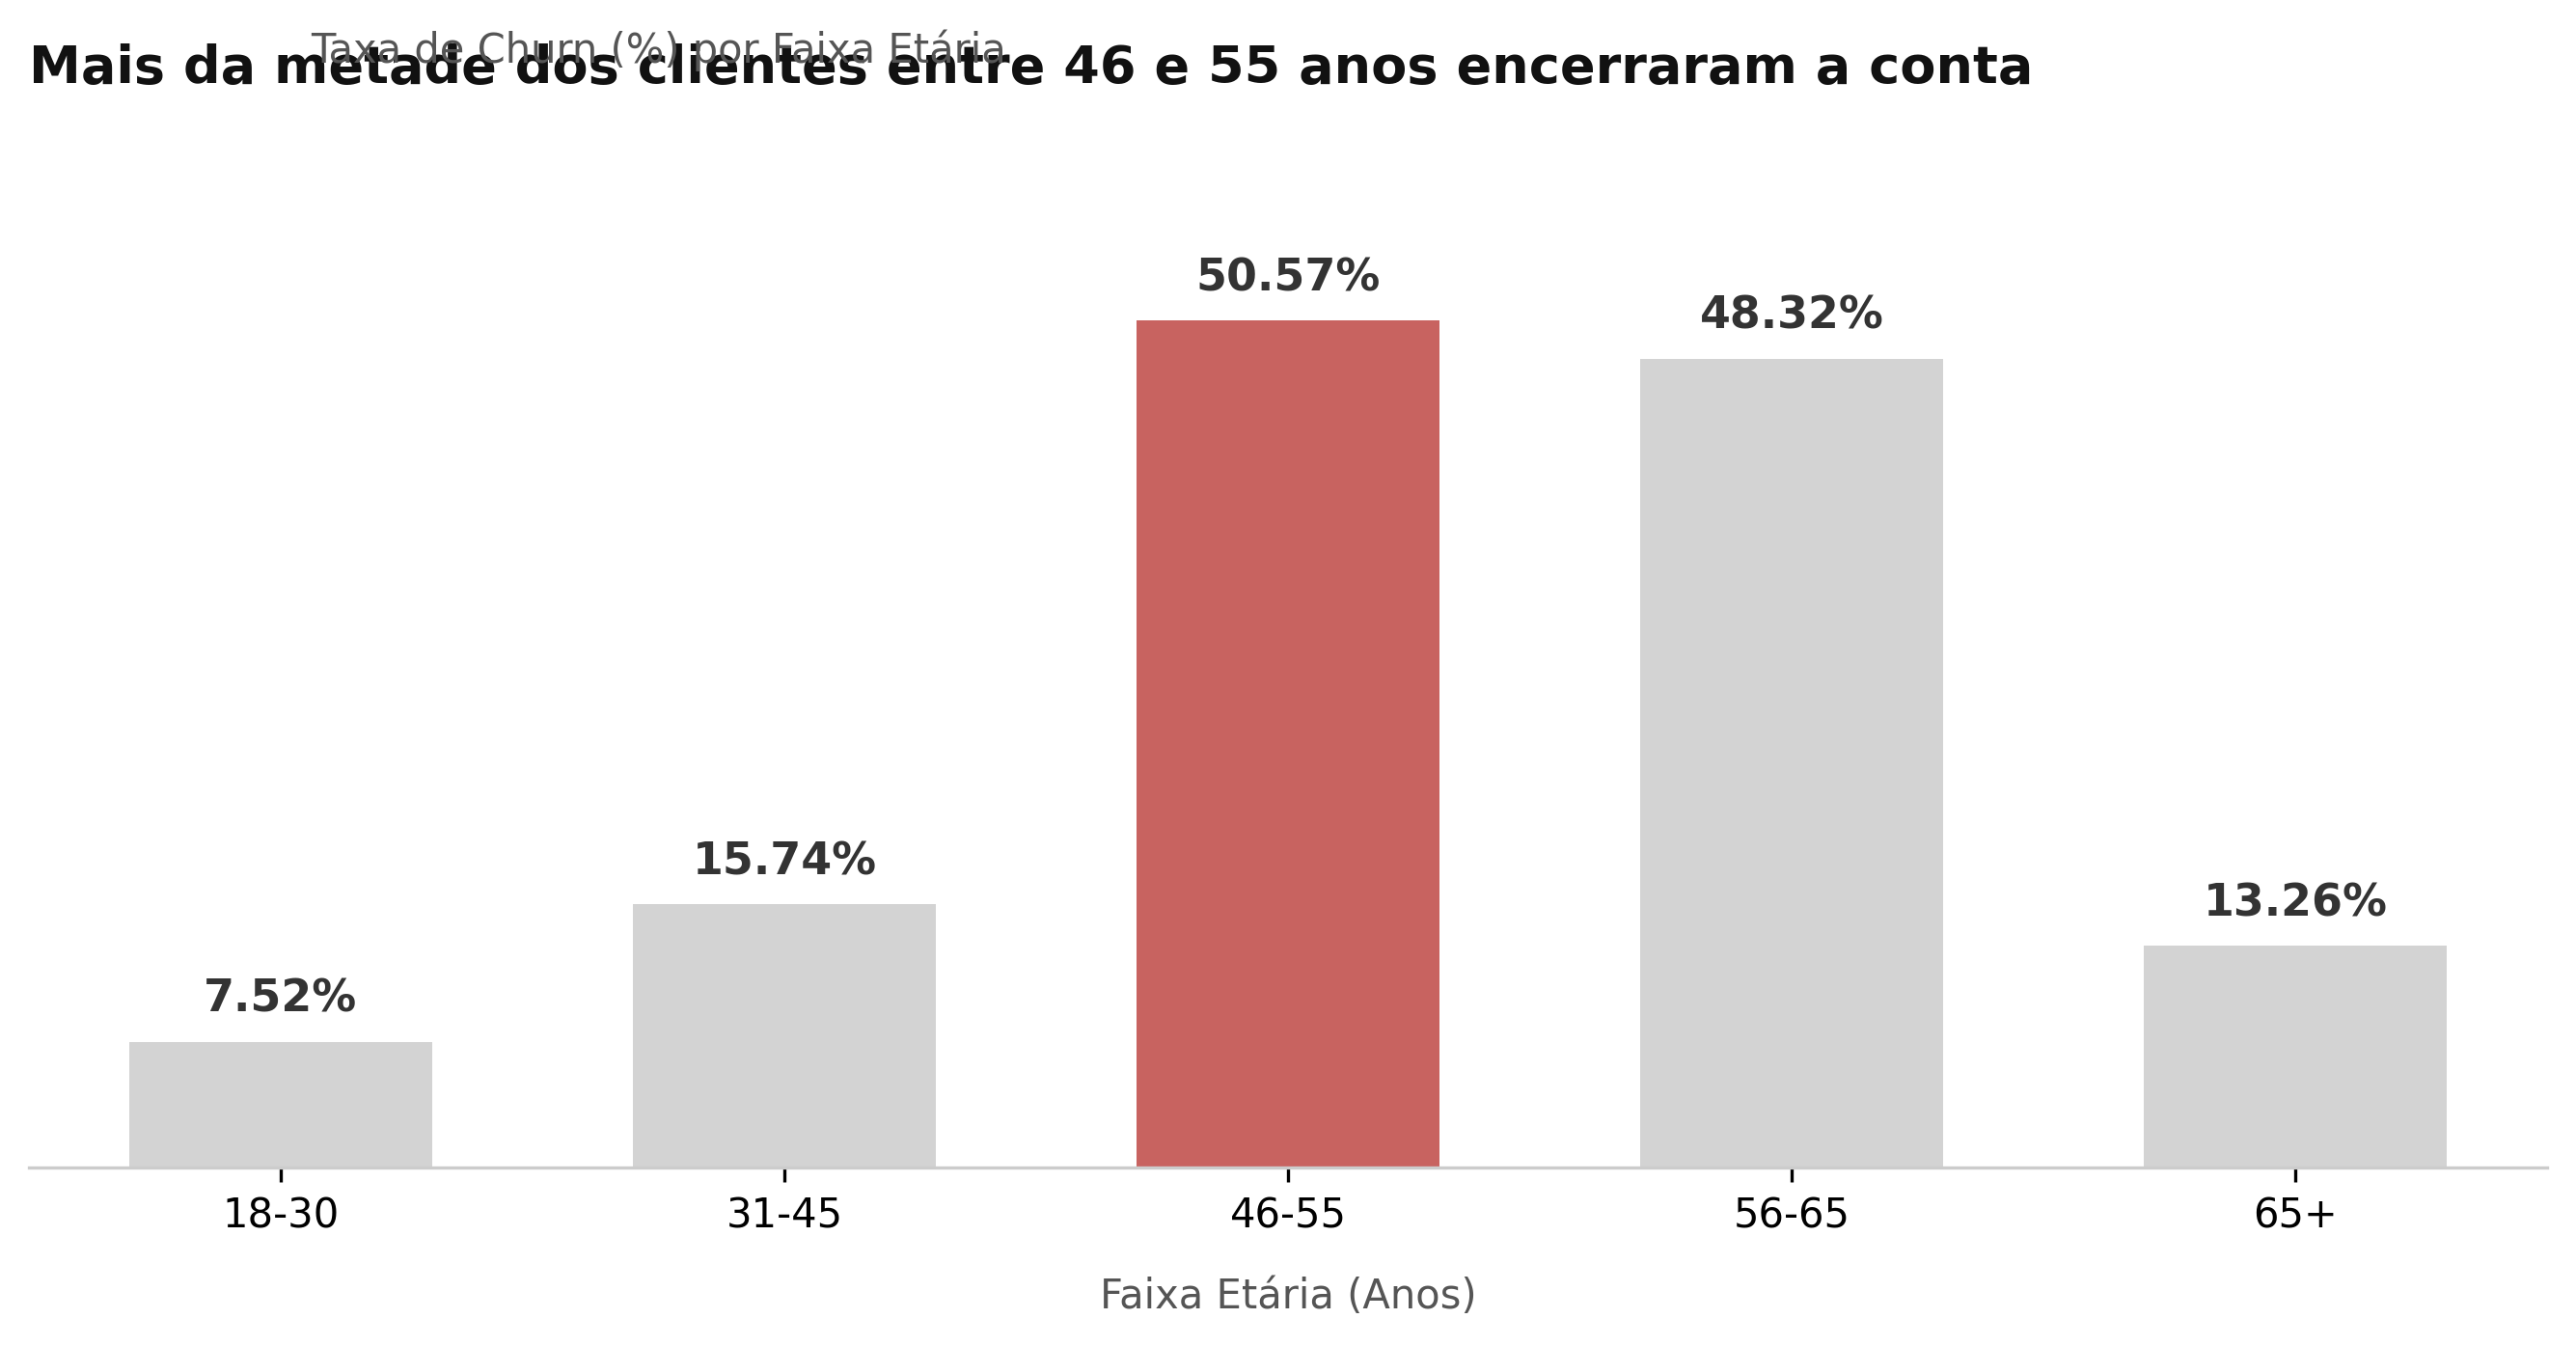 Taxa de Churn (%) por Faixa Etária
Mais da metade dos clientes entre 46 e 55 anos encerraram a conta
50.57%
48.32%
15.74%
13.26%
7.52%
18-30 31-45 46-55 56-65 65+
Faixa Etária (Anos)